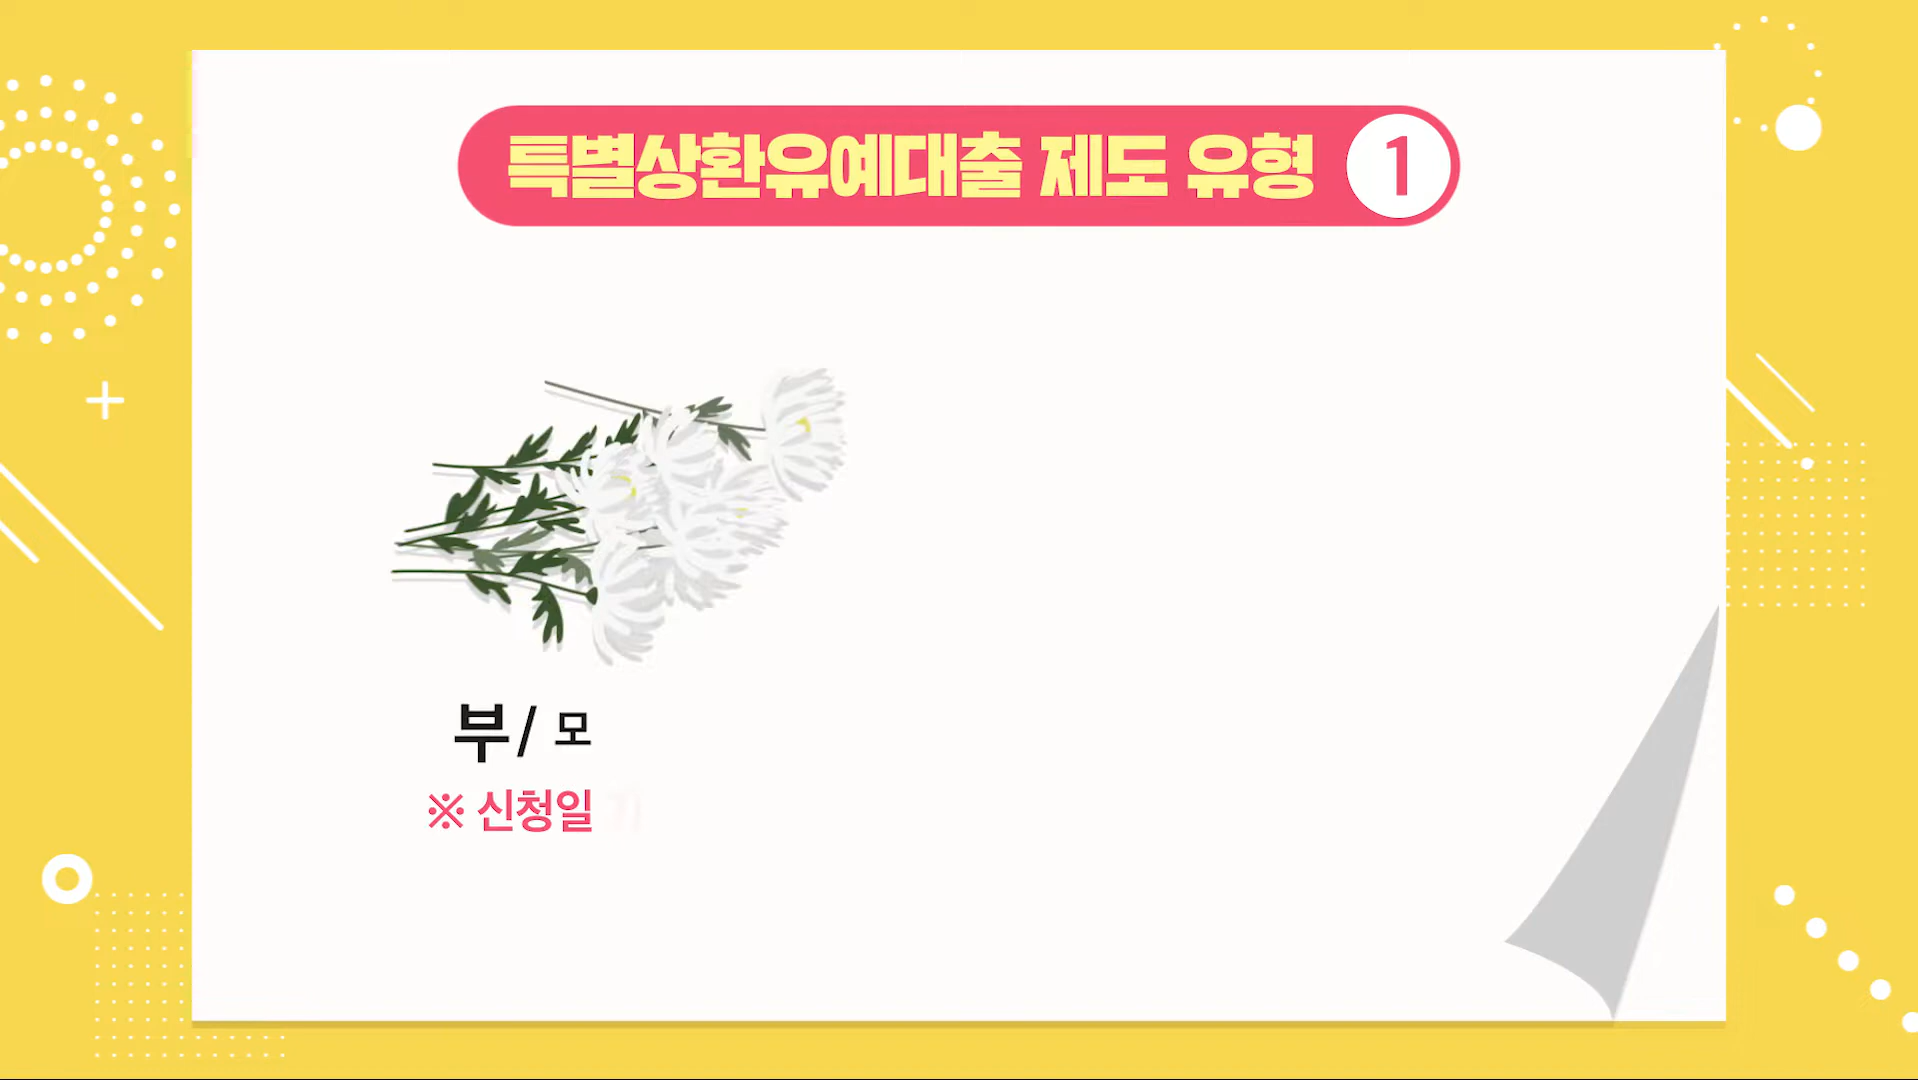 특별상환유예대출 제도 유형 1
부/ 모
※ 신청일